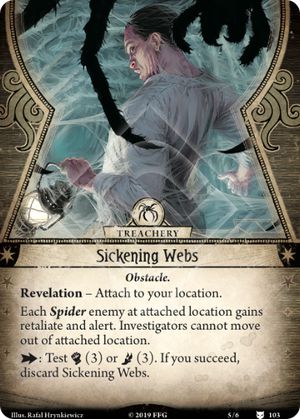 TREACHERY
Sickening Webs
Obstacle.
Revelation – Attach to your location.
Each Spider enemy at attached location gains
retaliate and alert. Investigators cannot move
out of attached location.
: Test (3) or (3). If you succeed,
discard Sickening Webs.
Illus. Rafal Hrynkiewicz © 2019 FFG 5/6 103